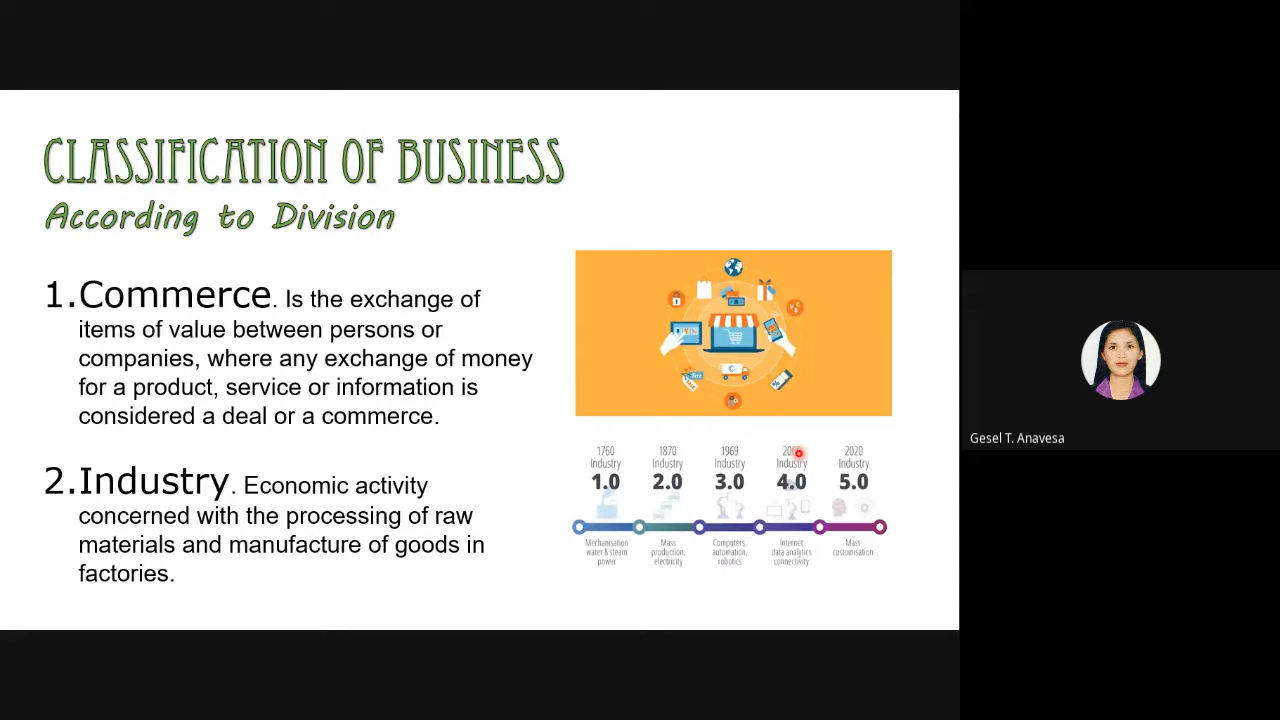 CLASSIFICATION OF BUSINESS
According to Division
1.Commerce. Is the exchange of
items of value between persons or
companies, where any exchange of money
for a product, service or information is
considered a deal or a commerce.
2.Industry. Economic activity
concerned with the processing of raw
materials and manufacture of goods in
factories.
1760 1870 1969 2020
Industry Industry Industry Industry Industry
1.0 2.0 3.0 4.0 5.0
Mechanisation Mass Computers, Internet Mass
water & steam production, automation, data analytics customisation
power electricity robotics connectivity
Gesel T. Anavesa